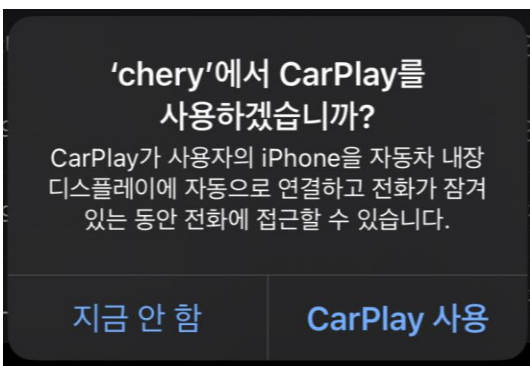 ‘chery’에서 CarPlay를
사용하겠습니까?
CarPlay가 사용자의 iPhone을 자동차 내장
디스플레이에 자동으로 연결하고 전화가 잠겨
있는 동안 전화에 접근할 수 있습니다.
지금 안 함
CarPlay 사용